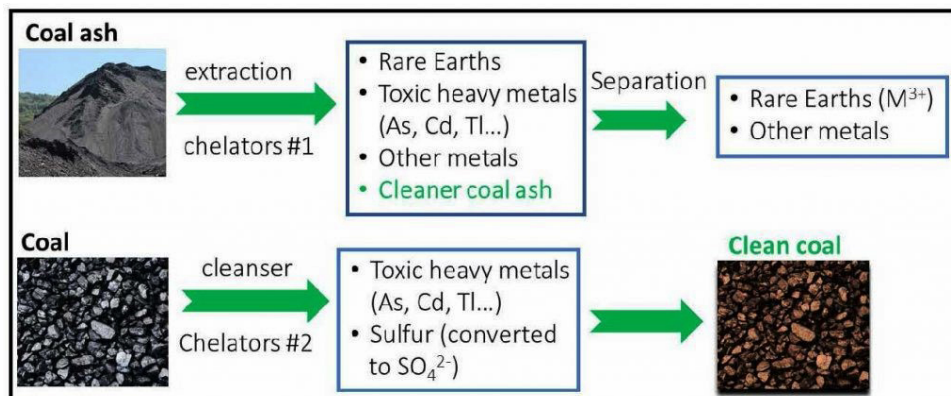 Coal ash
extraction
chelators #1
• Rare Earths
• Toxic heavy metals
(As, Cd, Tl...)
• Other metals
• Cleaner coal ash
Separation
• Rare Earths (M³⁺)
• Other metals
Coal
cleanser
Chelators #2
• Toxic heavy metals
(As, Cd, Tl...)
• Sulfur (converted
to SO₄²⁻)
Clean coal